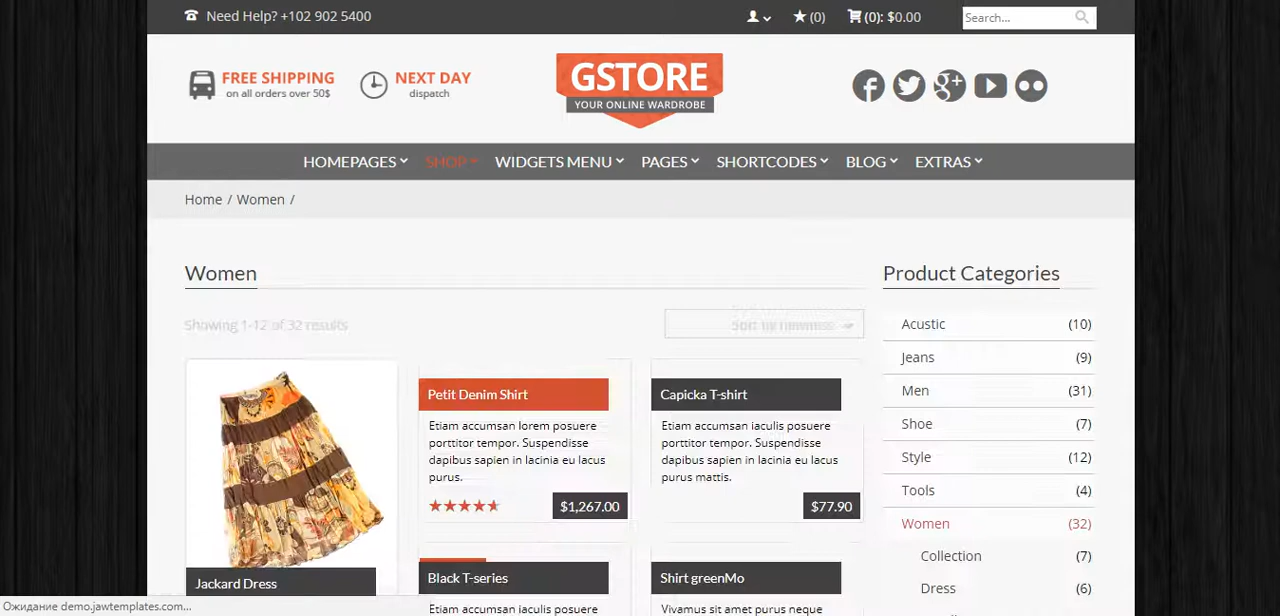 Need Help? +102 902 5400
(0)
(0): $0.00
Search...
FREE SHIPPING
on all orders over 50$
NEXT DAY
dispatch
GSTORE
YOUR ONLINE WARDROBE
HOMEPAGES
SHOP
WIDGETS MENU
PAGES
SHORTCODES
BLOG
EXTRAS
Home / Women /
Women
Showing 1-12 of 32 results
Sort by newness
Jackard Dress
Petit Denim Shirt
Etiam accumsan lorem posuere
porttitor tempor. Suspendisse
dapibus sapien in lacinia eu lacus
purus.
$1,267.00
Capicka T-shirt
Etiam accumsan iaculis posuere
porttitor tempor. Suspendisse
dapibus sapien in lacinia eu lacus
purus mattis.
$77.90
Black T-series
Etiam accumsan iaculis posuere
Shirt greenMo
Vivamus sit amet purus neque
Product Categories
Acustic (10)
Jeans (9)
Men (31)
Shoe (7)
Style (12)
Tools (4)
Women (32)
Collection (7)
Dress (6)
Ожидание demo.jawtemplates.com...